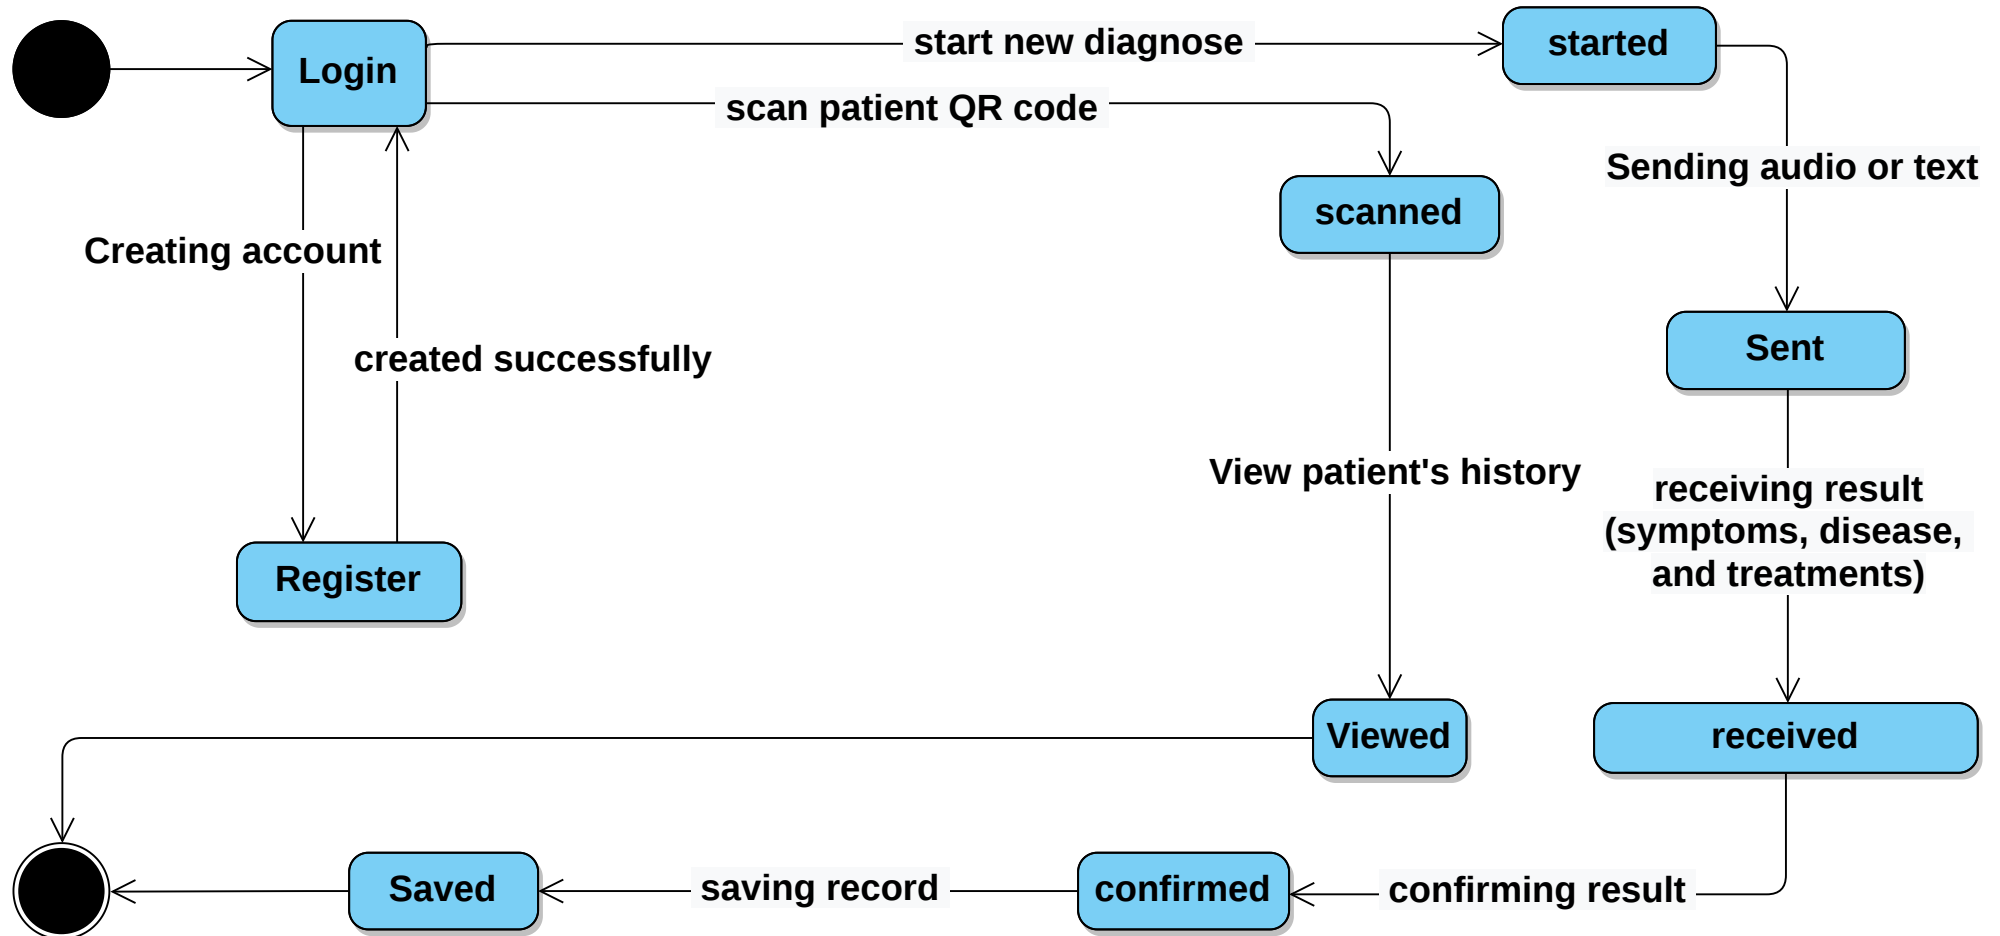 Login
start new diagnose
started
scan patient QR code
Sending audio or text
scanned
Creating account
Sent
created successfully
View patient's history
receiving result
(symptoms, disease,
and treatments)
Register
Viewed
received
Saved
saving record
confirmed
confirming result